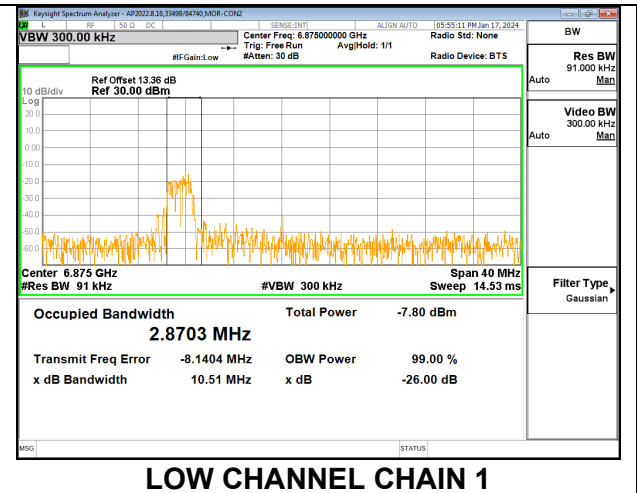 Keysight Spectrum Analyzer - AP2022.8.16,33499/84740,MOR-CON2
L RF 50 Ω DC SENSE:INT ALIGN AUTO 05:55:11 PM Jan 17, 2024
VBW 300.00 kHz Center Freq: 6.875000000 GHz Radio Std: None
Trig: Free Run Avg|Hold: 1/1
#IFGain:Low #Atten: 30 dB Radio Device: BTS
BW
Res BW
91.000 kHz
Auto Man
Video BW
300.00 kHz
Auto Man
Filter Type
Gaussian
Ref Offset 13.36 dB
10 dB/div Ref 30.00 dBm
Log
20.0
10.0
0.00
-10.0
-20.0
-30.0
-40.0
-50.0
-60.0
Center 6.875 GHz Span 40 MHz
#Res BW 91 kHz #VBW 300 kHz Sweep 14.53 ms
Occupied Bandwidth Total Power -7.80 dBm
2.8703 MHz
Transmit Freq Error -8.1404 MHz OBW Power 99.00 %
x dB Bandwidth 10.51 MHz x dB -26.00 dB
MSG STATUS
LOW CHANNEL CHAIN 1